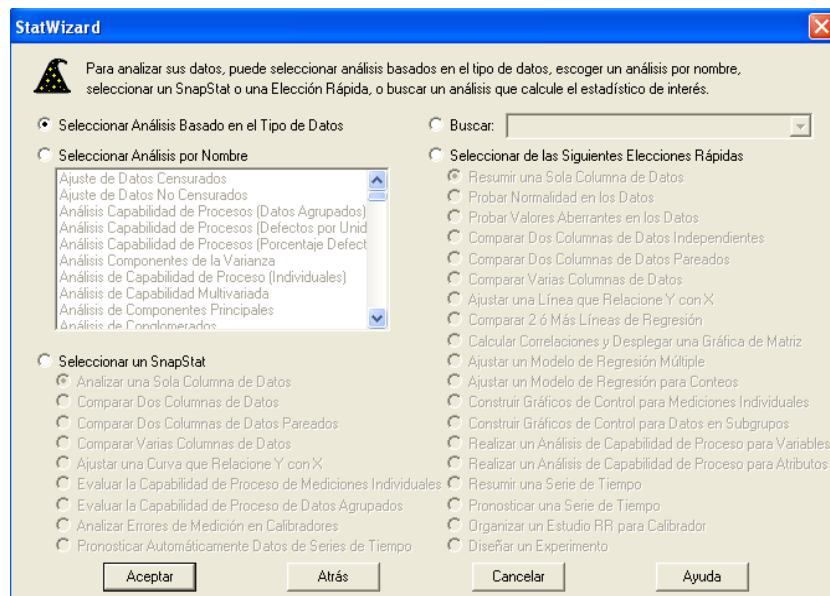 StatWizard
Para analizar sus datos, puede seleccionar análisis basados en el tipo de datos, escoger un análisis por nombre,
seleccionar un SnapStat o una Elección Rápida, o buscar un análisis que calcule el estadístico de interés.
Seleccionar Análisis Basado en el Tipo de Datos
Seleccionar Análisis por Nombre
Ajuste de Datos Censurados
Ajuste de Datos No Censurados
Análisis Capabilidad de Procesos (Datos Agrupados)
Análisis Capabilidad de Procesos (Defectos por Unid
Análisis Capabilidad de Procesos (Porcentaje Defect
Análisis Componentes de la Varianza
Análisis de Capabilidad de Proceso (Individuales)
Análisis de Capabilidad Multivariada
Análisis de Componentes Principales
Análisis de Conglomerados
Seleccionar un SnapStat
Analizar una Sola Columna de Datos
Comparar Dos Columnas de Datos
Comparar Dos Columnas de Datos Pareados
Comparar Varias Columnas de Datos
Ajustar una Curva que Relacione Y con X
Evaluar la Capabilidad de Proceso de Mediciones Individuales
Evaluar la Capabilidad de Proceso de Datos Agrupados
Analizar Errores de Medición en Calibradores
Pronosticar Automáticamente Datos de Series de Tiempo
Buscar:
Seleccionar de las Siguientes Elecciones Rápidas
Resumir una Sola Columna de Datos
Probar Normalidad en los Datos
Probar Valores Aberrantes en los Datos
Comparar Dos Columnas de Datos Independientes
Comparar Dos Columnas de Datos Pareados
Comparar Varias Columnas de Datos
Ajustar una Línea que Relacione Y con X
Comparar 2 ó Más Líneas de Regresión
Calcular Correlaciones y Desplegar una Gráfica de Matriz
Ajustar un Modelo de Regresión Múltiple
Ajustar un Modelo de Regresión para Conteos
Construir Gráficos de Control para Mediciones Individuales
Construir Gráficos de Control para Datos en Subgrupos
Realizar un Análisis de Capabilidad de Proceso para Variables
Realizar un Análisis de Capabilidad de Proceso para Atributos
Resumir una Serie de Tiempo
Pronosticar una Serie de Tiempo
Organizar un Estudio RR para Calibrador
Diseñar un Experimento
Aceptar
Atrás
Cancelar
Ayuda